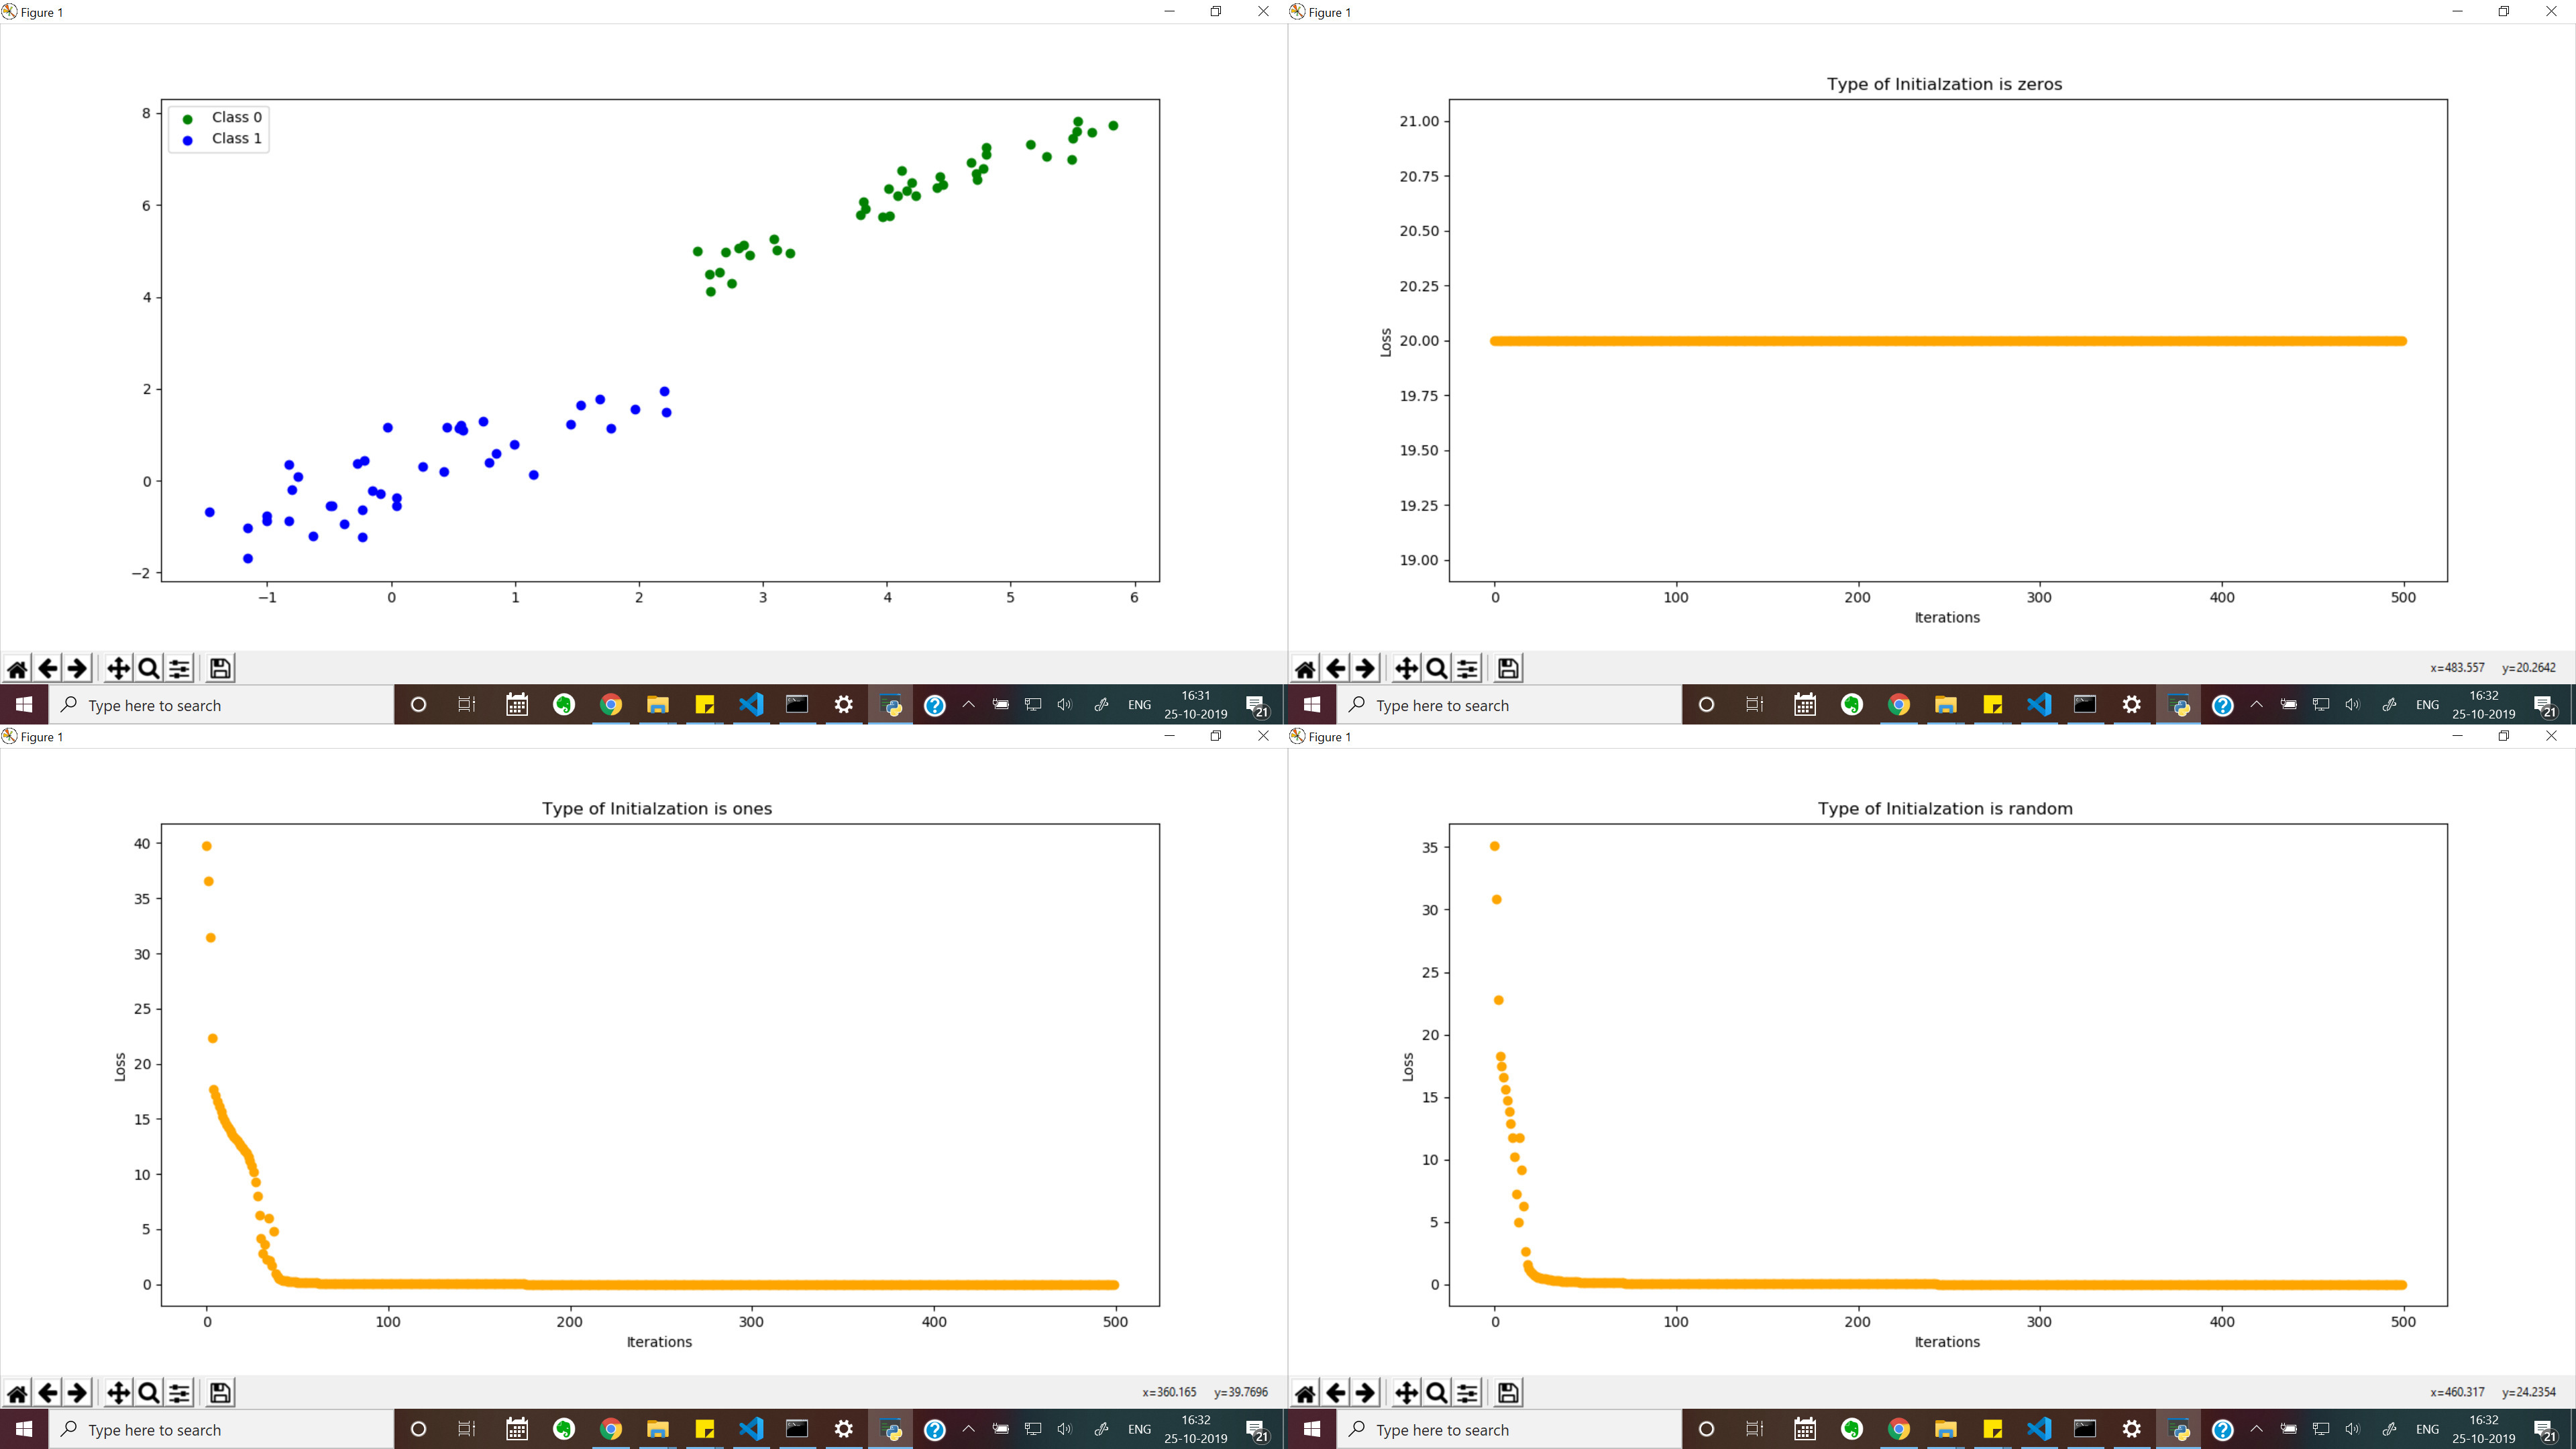 Figure 1
Class 0
Class 1
8
6
4
2
0
−2
−1 0 1 2 3 4 5 6
Type here to search
ENG
16:31
25-10-2019
21
Figure 1
Type of Initialzation is zeros
Loss
21.00
20.75
20.50
20.25
20.00
19.75
19.50
19.25
19.00
0 100 200 300 400 500
Iterations
x=483.557 y=20.2642
Type here to search
ENG
16:32
25-10-2019
21
Figure 1
Type of Initialzation is ones
Loss
40
35
30
25
20
15
10
5
0
0 100 200 300 400 500
Iterations
x=360.165 y=39.7696
Type here to search
ENG
16:32
25-10-2019
21
Figure 1
Type of Initialzation is random
Loss
35
30
25
20
15
10
5
0
0 100 200 300 400 500
Iterations
x=460.317 y=24.2354
Type here to search
ENG
16:32
25-10-2019
21